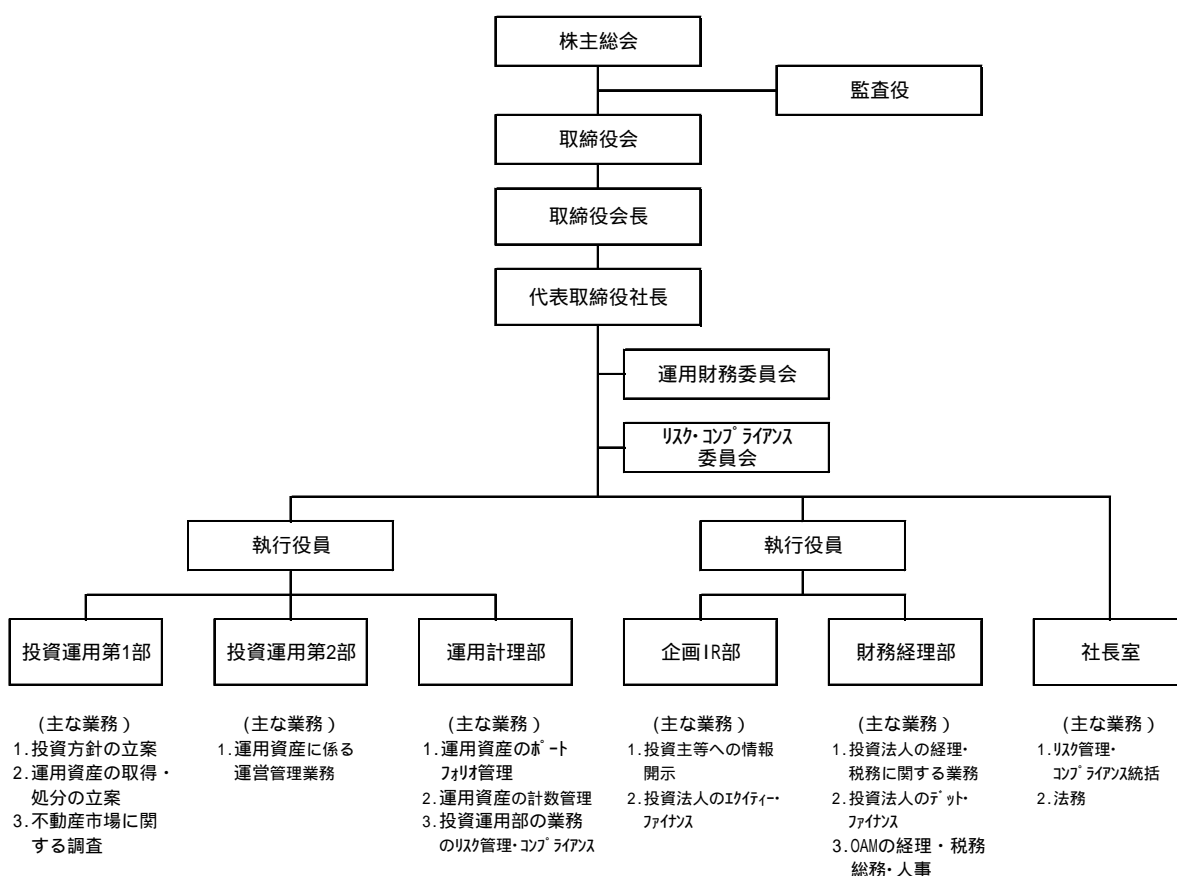 株主総会
監査役
取締役会
取締役会長
代表取締役社長
運用財務委員会
ﾘｽｸ・ｺﾝﾌﾟﾗｲｱﾝｽ
委員会
執行役員
執行役員
投資運用第1部
投資運用第2部
運用計理部
企画IR部
財務経理部
社長室
(主な業務)
1.投資方針の立案
2.運用資産の取得・
処分の立案
3.不動産市場に関
する調査
(主な業務)
1.運用資産に係る
運営管理業務
(主な業務)
1.運用資産のﾎﾟｰﾄ
ﾌｫﾘｵ管理
2.運用資産の計数管理
3.投資運用部の業務
のﾘｽｸ管理・ｺﾝﾌﾟﾗｲｱﾝｽ
(主な業務)
1.投資主等への情報
開示
2.投資法人のｴｸｲﾃｨｰ・
ﾌｧｲﾅﾝｽ
(主な業務)
1.投資法人の経理・
税務に関する業務
2.投資法人のﾃﾞｯﾄ・
ﾌｧｲﾅﾝｽ
3.OAMの経理・税務
総務・人事
(主な業務)
1.ﾘｽｸ管理・
ｺﾝﾌﾟﾗｲｱﾝｽ統括
2.法務